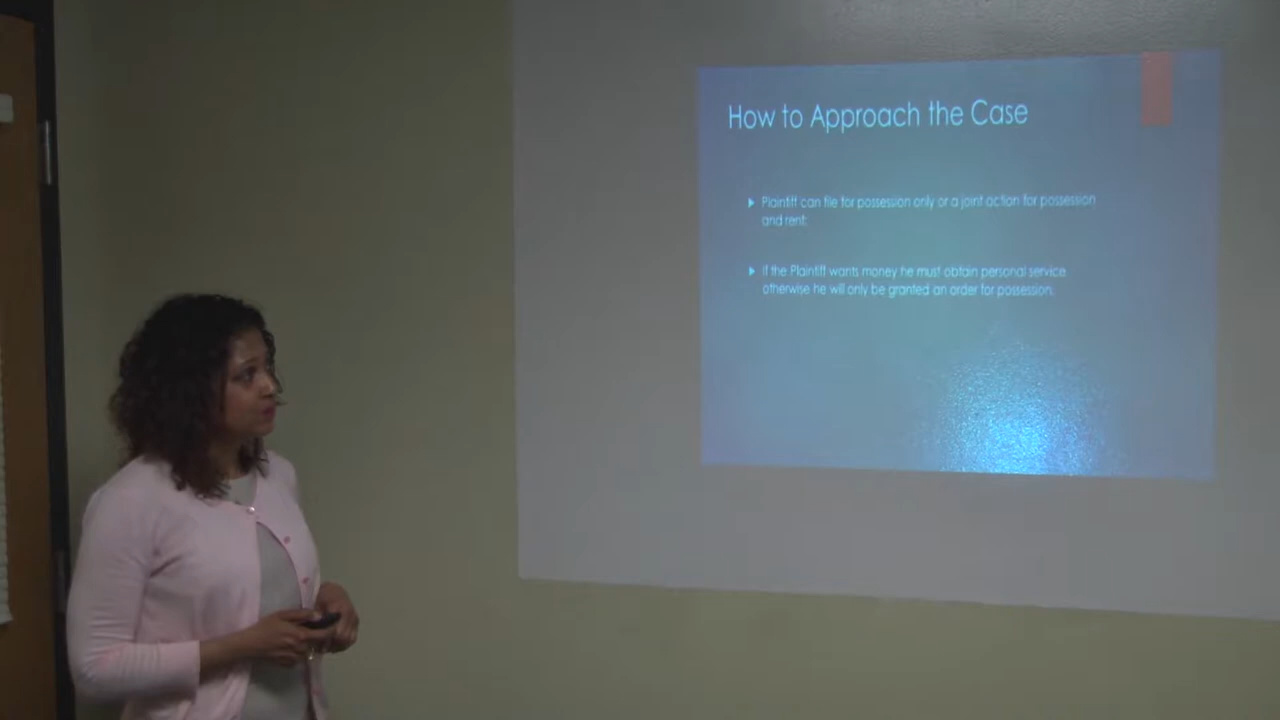 How to Approach the Case
Plaintiff can file for possession only or a joint action for possession
and rent;
If the Plaintiff wants money he must obtain personal service
otherwise he will only be granted an order for possession.